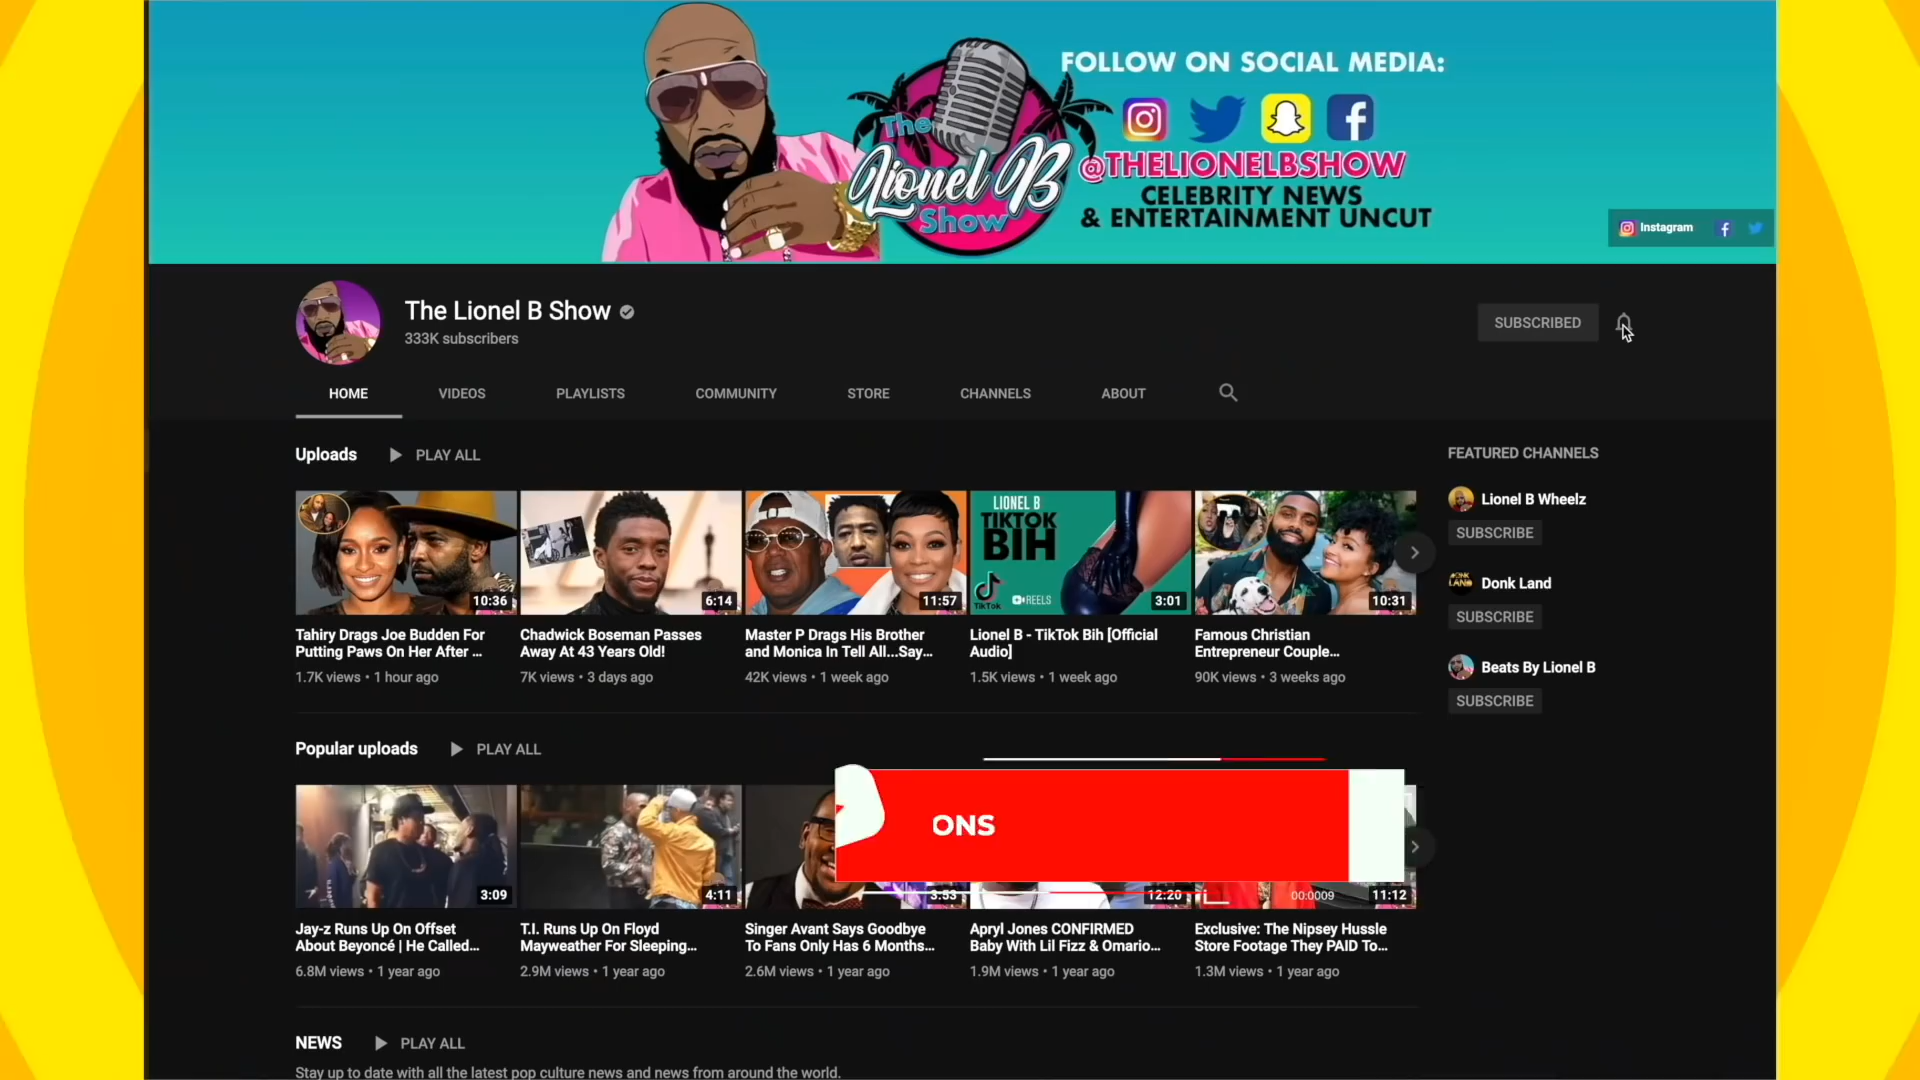 FOLLOW ON SOCIAL MEDIA:
The
Lionel B
Show
@THELIONELBSHOW
CELEBRITY NEWS
& ENTERTAINMENT UNCUT
Instagram
The Lionel B Show
333K subscribers
SUBSCRIBED
HOME VIDEOS PLAYLISTS COMMUNITY STORE CHANNELS ABOUT
Uploads PLAY ALL
FEATURED CHANNELS
Lionel B Wheelz
SUBSCRIBE
Donk Land
SUBSCRIBE
Beats By Lionel B
SUBSCRIBE
LIONEL B
TIKTOK
BIH
TikTok
REELS
10:36
6:14
11:57
3:01
10:31
Tahiry Drags Joe Budden For
Putting Paws On Her After ...
1.7K views • 1 hour ago
Chadwick Boseman Passes
Away At 43 Years Old!
7K views • 3 days ago
Master P Drags His Brother
and Monica In Tell All...Say...
42K views • 1 week ago
Lionel B - TikTok Bih [Official
Audio]
1.5K views • 1 week ago
Famous Christian
Entrepreneur Couple...
90K views • 3 weeks ago
Popular uploads PLAY ALL
ONS
3:09
4:11
3:53
12:20
00:0009
11:12
Jay-z Runs Up On Offset
About Beyoncé | He Called...
6.8M views • 1 year ago
T.I. Runs Up On Floyd
Mayweather For Sleeping...
2.9M views • 1 year ago
Singer Avant Says Goodbye
To Fans Only Has 6 Months...
2.6M views • 1 year ago
Apryl Jones CONFIRMED
Baby With Lil Fizz & Omario...
1.9M views • 1 year ago
Exclusive: The Nipsey Hussle
Store Footage They PAID To...
1.3M views • 1 year ago
NEWS PLAY ALL
Stay up to date with all the latest pop culture news and news from around the world.